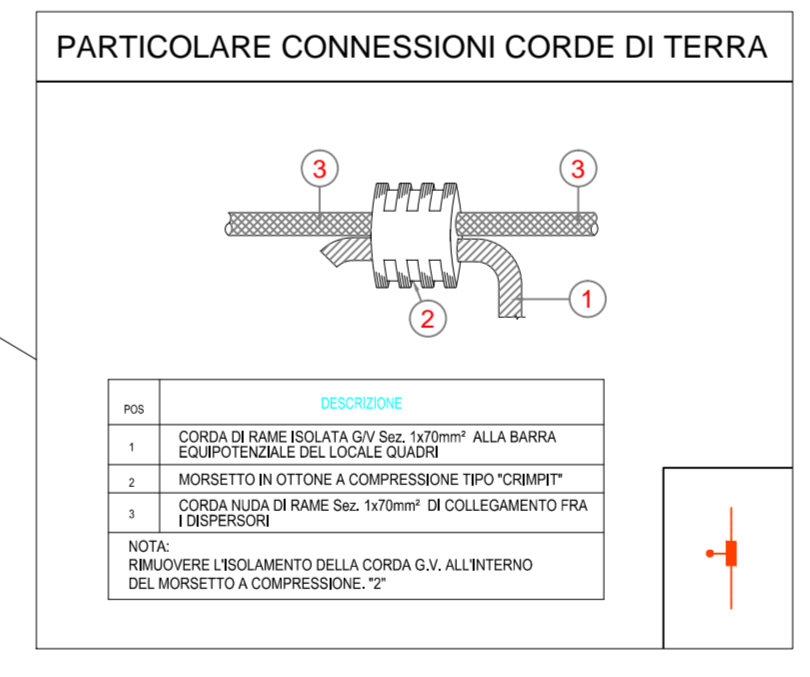 PARTICOLARE CONNESSIONI CORDE DI TERRA
3
3
1
2
POS DESCRIZIONE
1 CORDA DI RAME ISOLATA G/V Sez. 1x70mm² ALLA BARRA
EQUIPOTENZIALE DEL LOCALE QUADRI
2 MORSETTO IN OTTONE A COMPRESSIONE TIPO "CRIMPIT"
3 CORDA NUDA DI RAME Sez. 1x70mm² DI COLLEGAMENTO FRA
I DISPERSORI
NOTA:
RIMUOVERE L'ISOLAMENTO DELLA CORDA G.V. ALL'INTERNO
DEL MORSETTO A COMPRESSIONE. "2"